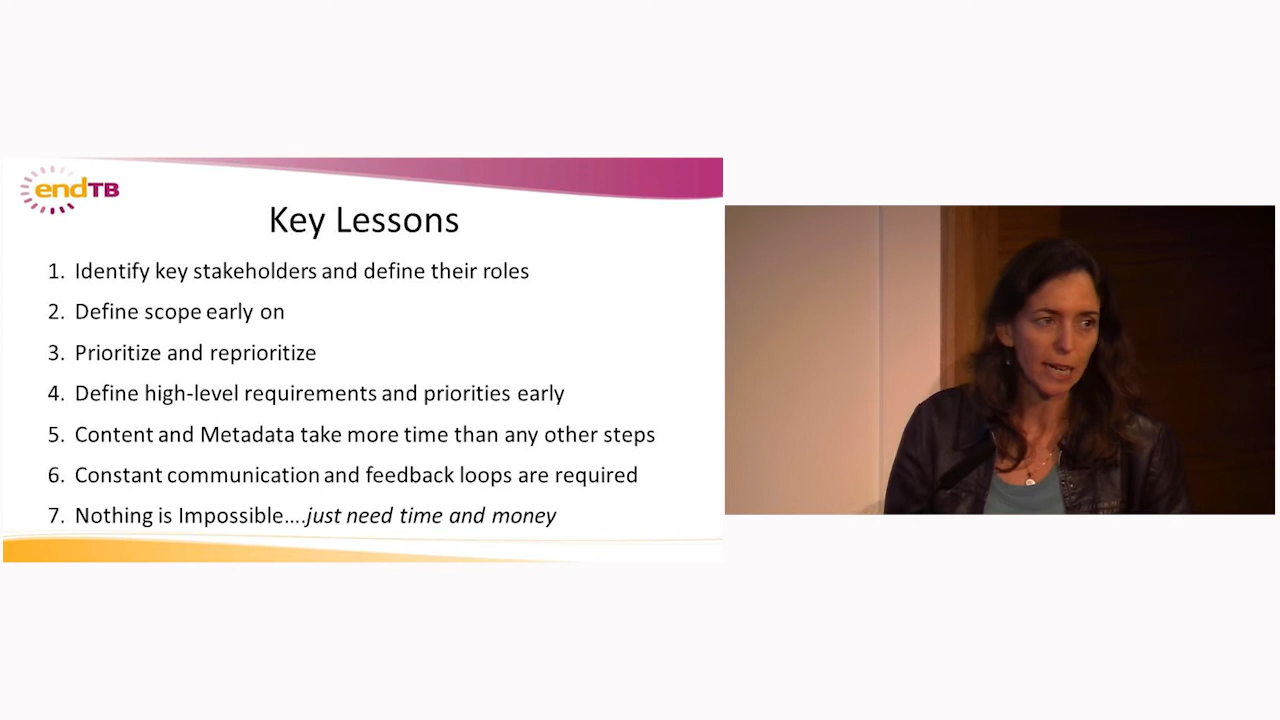 endTB
Key Lessons
1. Identify key stakeholders and define their roles
2. Define scope early on
3. Prioritize and reprioritize
4. Define high-level requirements and priorities early
5. Content and Metadata take more time than any other steps
6. Constant communication and feedback loops are required
7. Nothing is Impossible….just need time and money